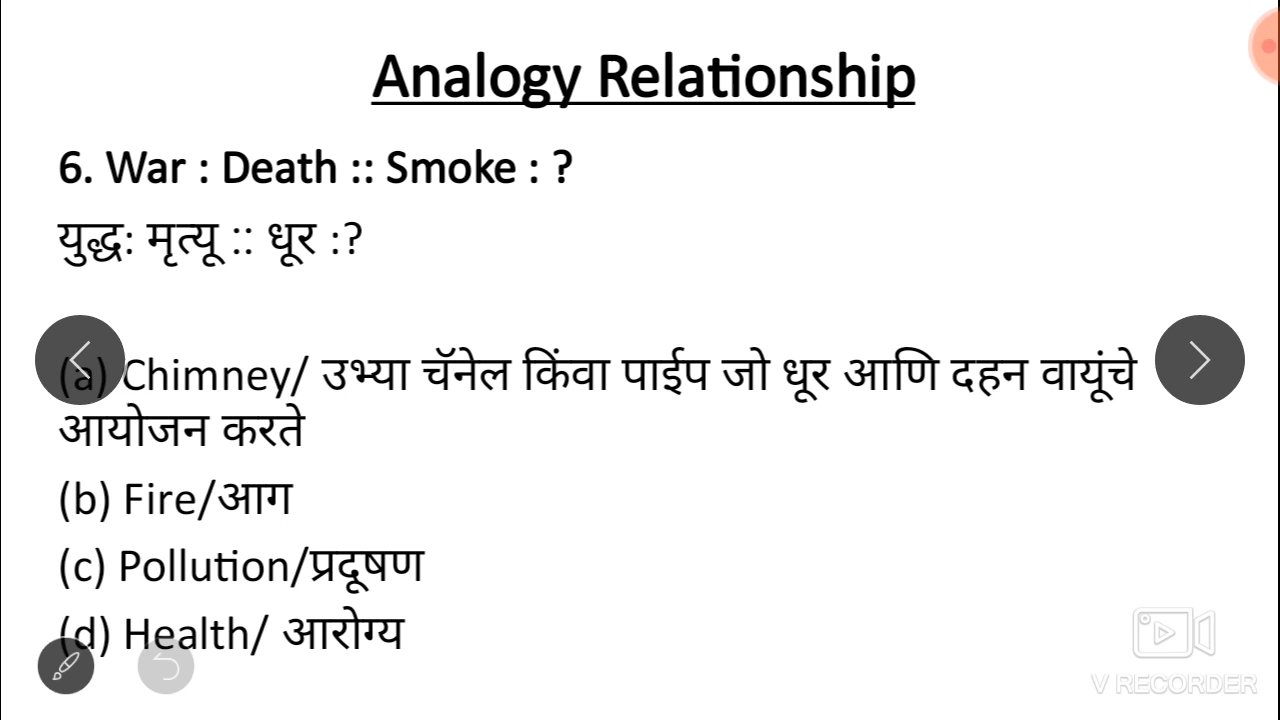 Analogy Relationship
6. War : Death :: Smoke : ?
युद्धः मृत्यू :: धूर :?
(a) Chimney/ उभ्या चॅनेल किंवा पाईप जो धूर आणि दहन वायूंचे
आयोजन करते
(b) Fire/आग
(c) Pollution/प्रदूषण
(d) Health/ आरोग्य
V RECORDER